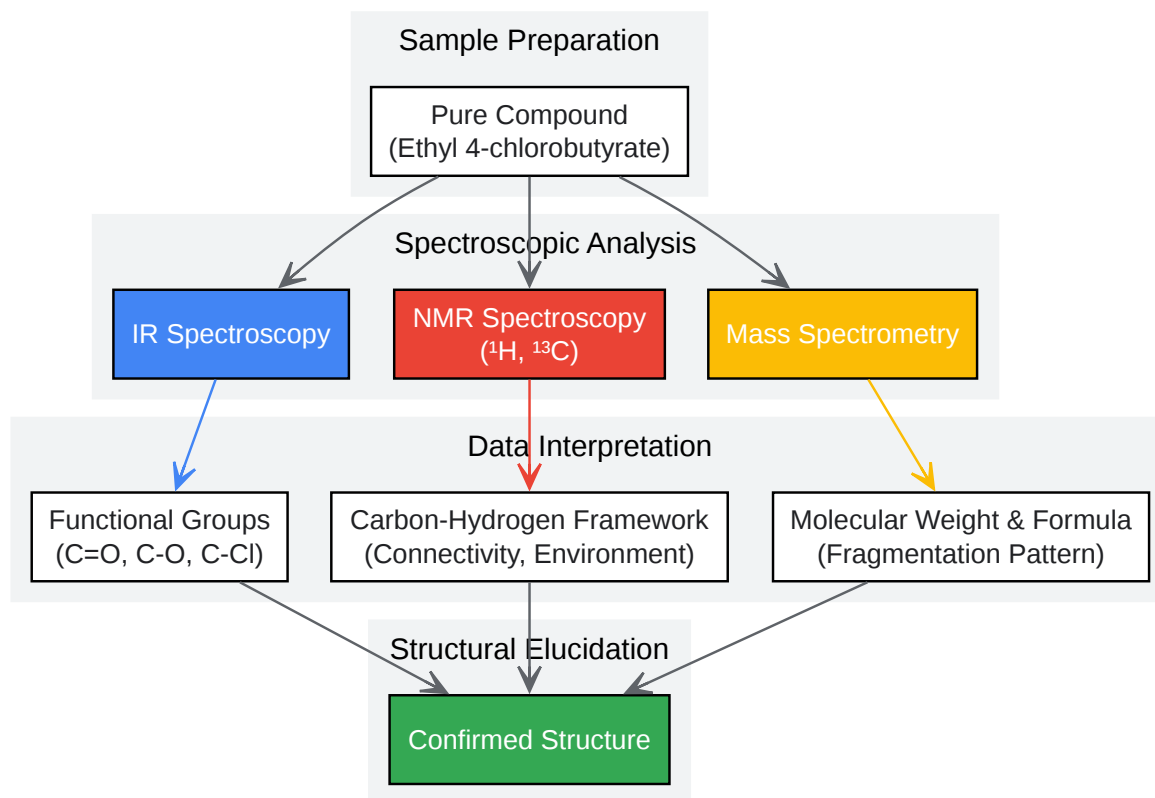 Sample Preparation
Pure Compound
(Ethyl 4-chlorobutyrate)
Spectroscopic Analysis
IR Spectroscopy
NMR Spectroscopy
(¹H, ¹³C)
Mass Spectrometry
Data Interpretation
Functional Groups
(C=O, C-O, C-Cl)
Carbon-Hydrogen Framework
(Connectivity, Environment)
Molecular Weight & Formula
(Fragmentation Pattern)
Structural Elucidation
Confirmed Structure